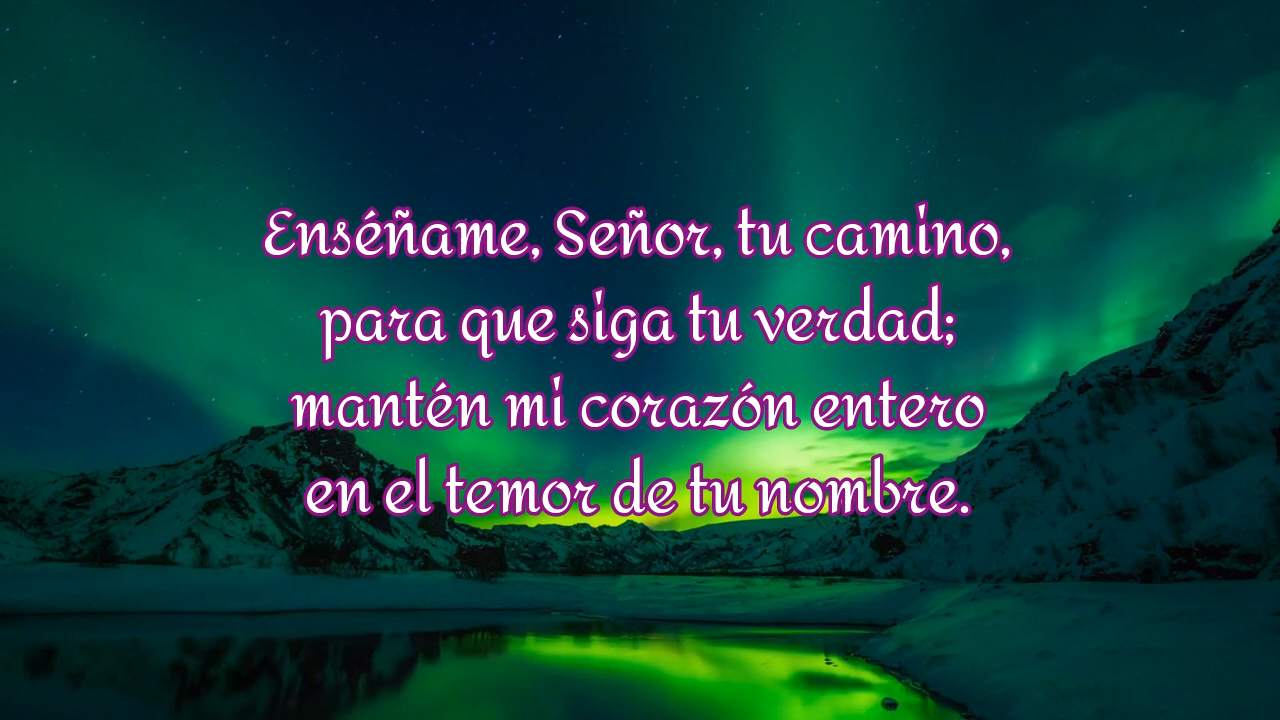 Enséñame, Señor, tu camino,
para que siga tu verdad;
mantén mi corazón entero
en el temor de tu nombre.